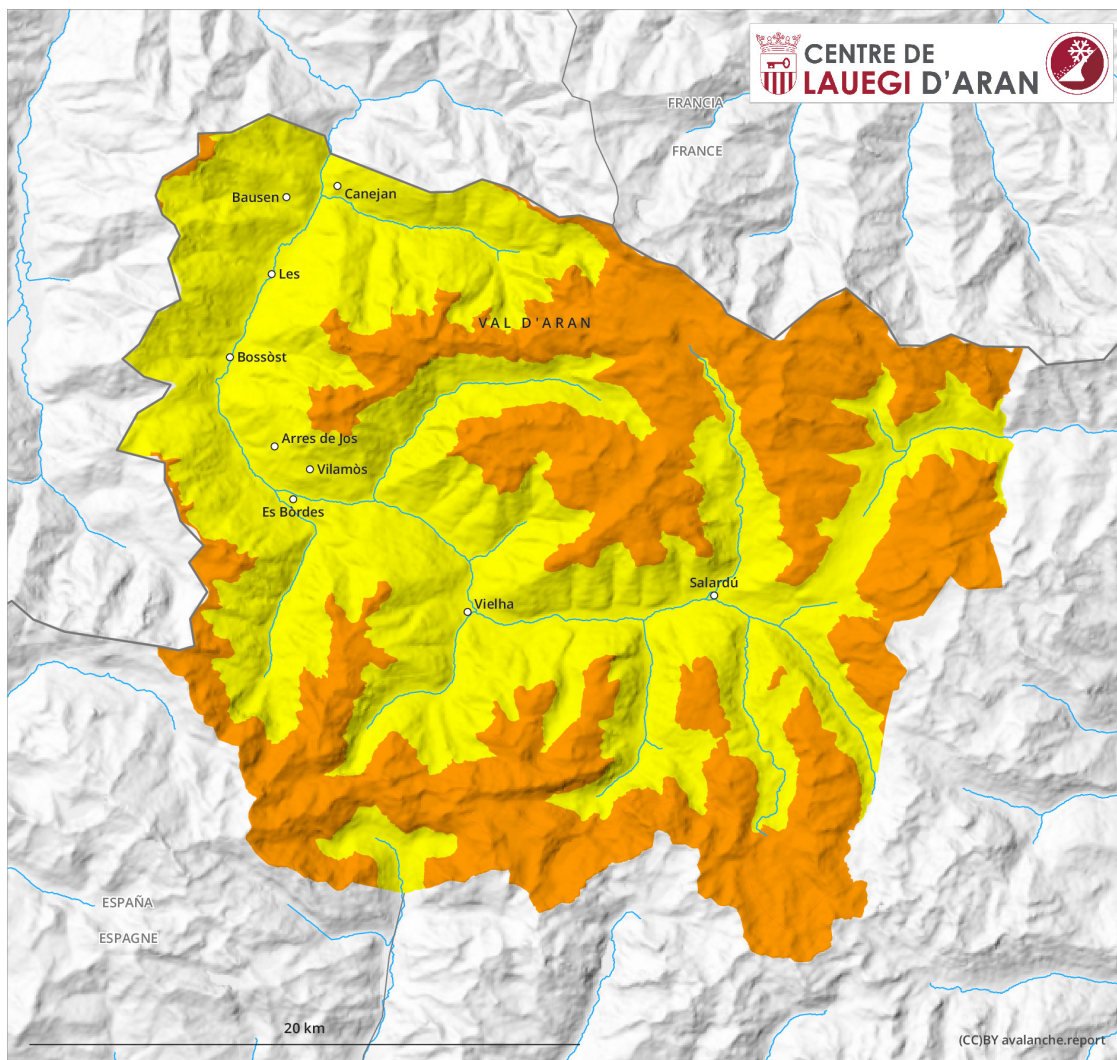 CENTRE DE
LAUEGI D'ARAN
FRANCIA
FRANCE
Bausen
Canejan
Les
VAL D'ARAN
Bossòst
Arres de Jos
Vilamòs
Es Bòrdes
Salardú
Vielha
ESPAÑA
ESPAGNE
20 km
(CC)BY avalanche.report